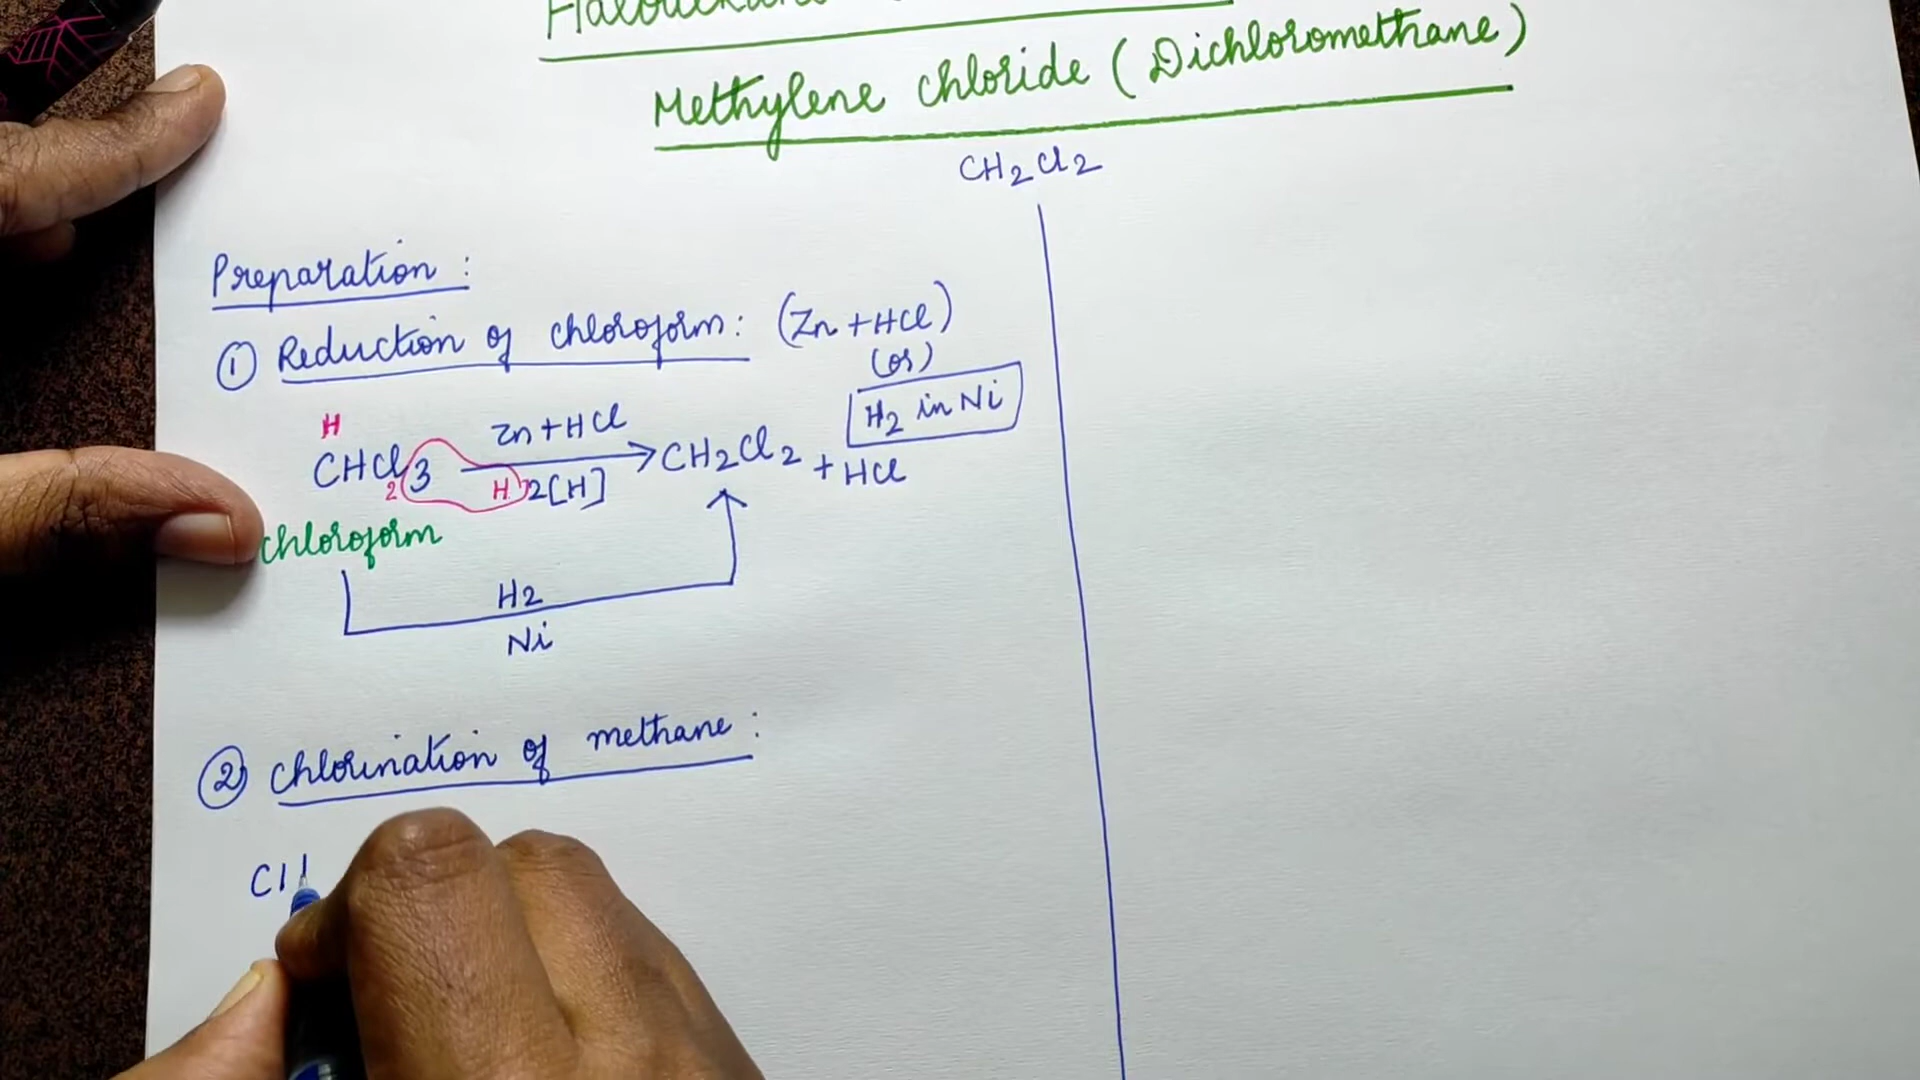 Methylene chloride (Dichloromethane)
CH2Cl2
Preparation :
① Reduction of chloroform : (Zn + HCl)
(or)
H2 in Ni
H
CHCl3 Zn + HCl CH2Cl2 + HCl
2 H 2[H]
chloroform
H2
Ni
② Chlorination of methane :